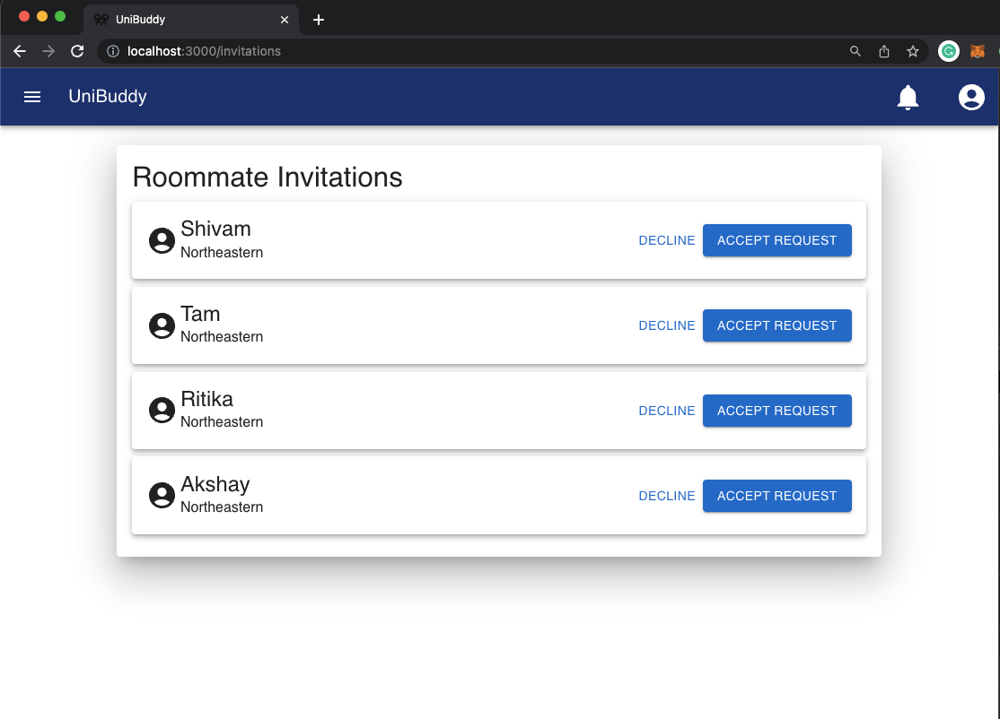 UniBuddy
localhost:3000/invitations
UniBuddy
Roommate Invitations
Shivam
Northeastern
DECLINE
ACCEPT REQUEST
Tam
Northeastern
DECLINE
ACCEPT REQUEST
Ritika
Northeastern
DECLINE
ACCEPT REQUEST
Akshay
Northeastern
DECLINE
ACCEPT REQUEST